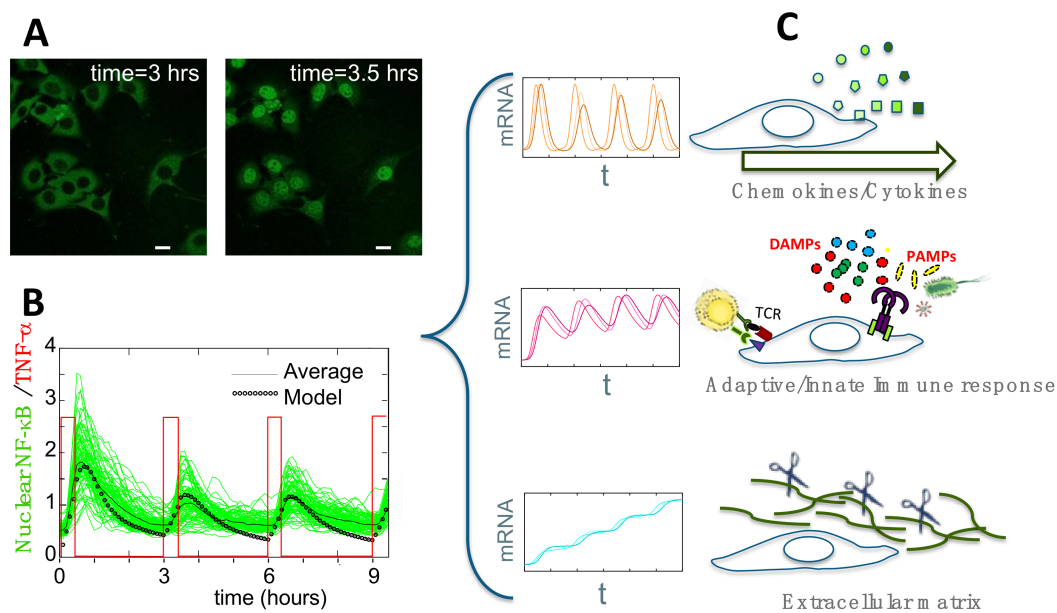 A
time=3 hrs
time=3.5 hrs
B
Nuclear NF-κB /TNF-α
4
3
2
1
0
Average
Model
0
3
6
9
time (hours)
mRNA
t
mRNA
t
mRNA
t
C
Chemokines/Cytokines
DAMPs
PAMPs
TCR
Adaptive/Innate Immune response
Extracellular matrix